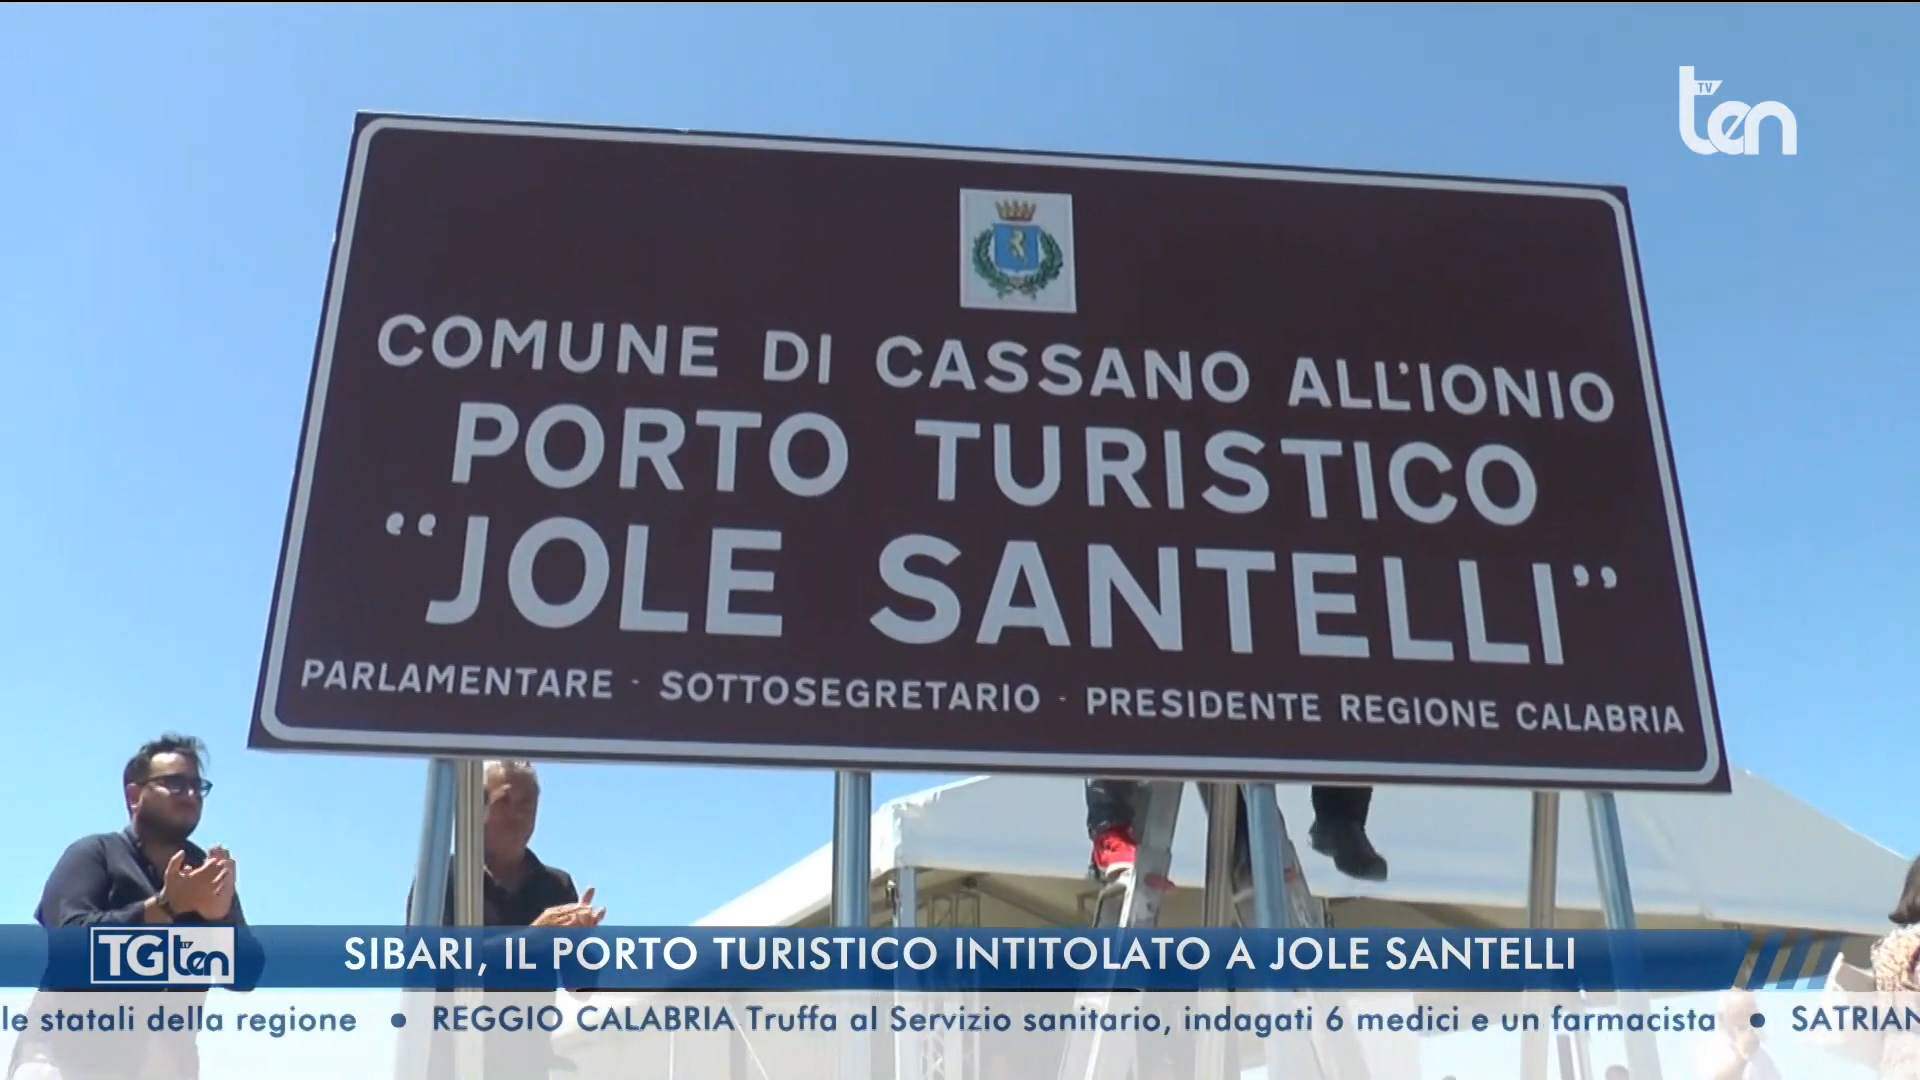 TV
ten
COMUNE DI CASSANO ALL'IONIO
PORTO TURISTICO
"JOLE SANTELLI"
PARLAMENTARE - SOTTOSEGRETARIO - PRESIDENTE REGIONE CALABRIA
TG ten SIBARI, IL PORTO TURISTICO INTITOLATO A JOLE SANTELLI
le statali della regione • REGGIO CALABRIA Truffa al Servizio sanitario, indagati 6 medici e un farmacista • SATRIAN